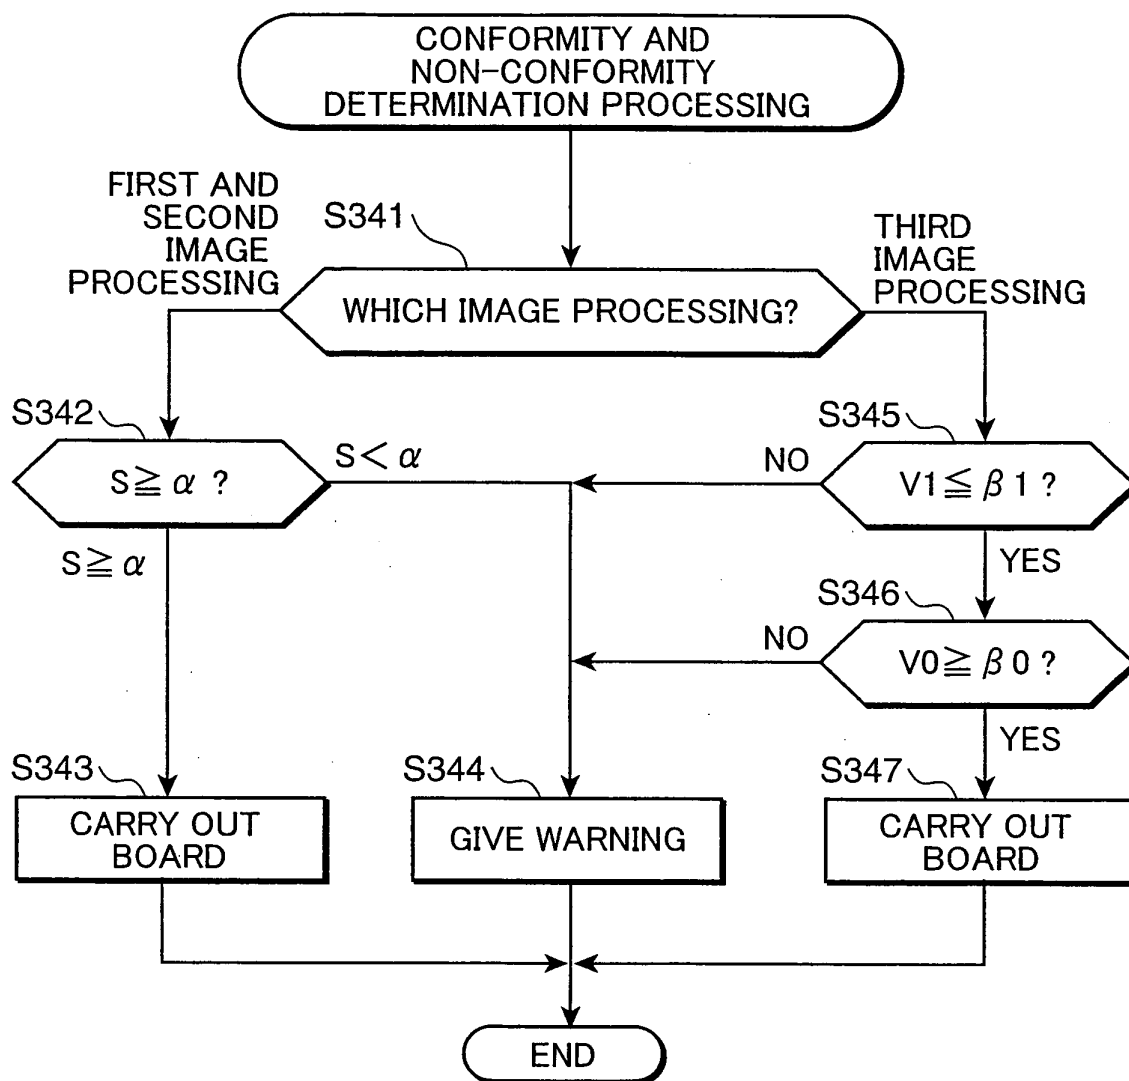 CONFORMITY AND
NON-CONFORMITY
DETERMINATION PROCESSING
FIRST AND
SECOND
IMAGE
PROCESSING
S341
THIRD
IMAGE
PROCESSING
WHICH IMAGE PROCESSING?
S342
S≧α ?
S<α
S≧α
S345
NO
V1≦β1 ?
YES
S346
NO
V0≧β0 ?
YES
S343
CARRY OUT
BOARD
S344
GIVE WARNING
S347
CARRY OUT
BOARD
END